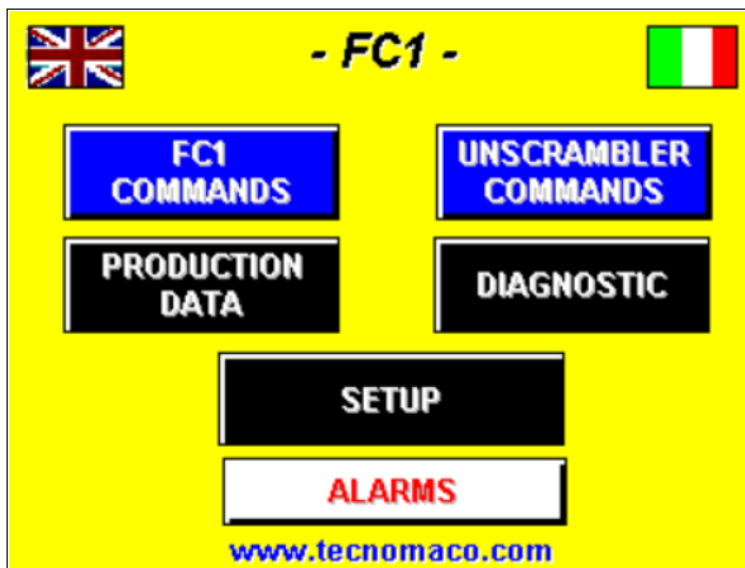 - FC1 -
FC1
COMMANDS
UNSCRAMBLER
COMMANDS
PRODUCTION
DATA
DIAGNOSTIC
SETUP
ALARMS
www.tecnomaco.com